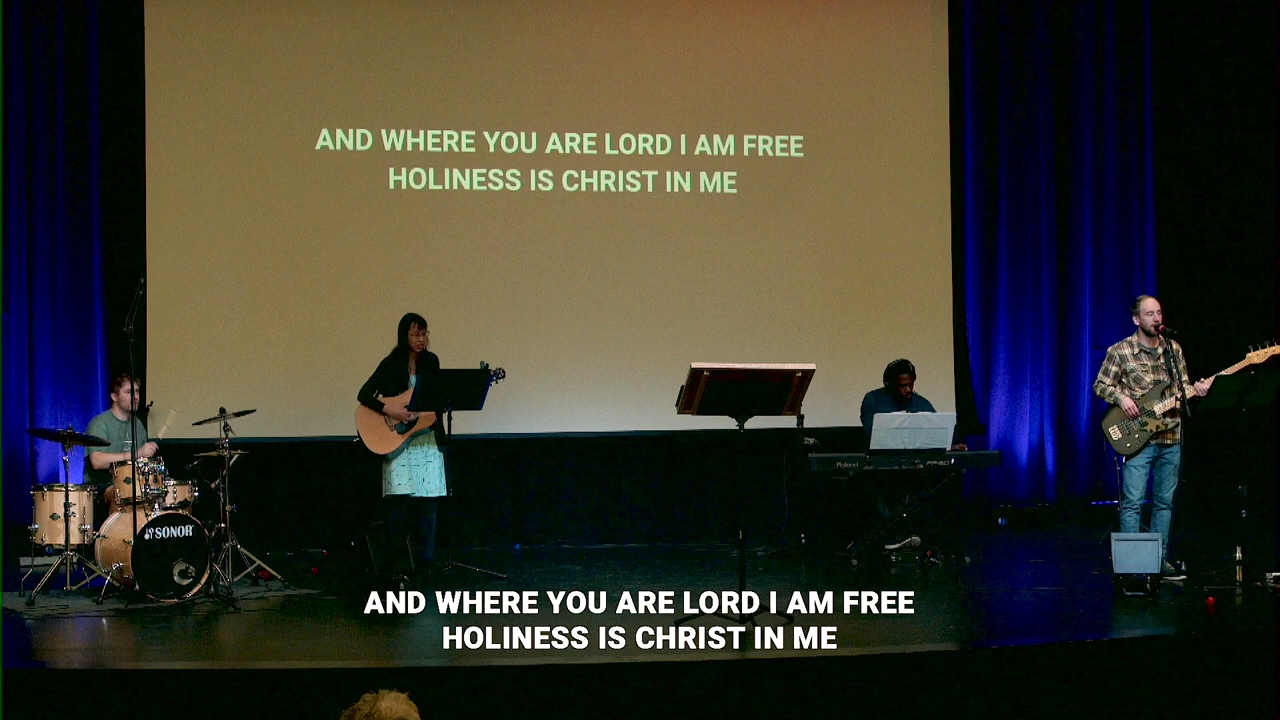 AND WHERE YOU ARE LORD I AM FREE
HOLINESS IS CHRIST IN ME
SONOR
Roland
AND WHERE YOU ARE LORD I AM FREE
HOLINESS IS CHRIST IN ME